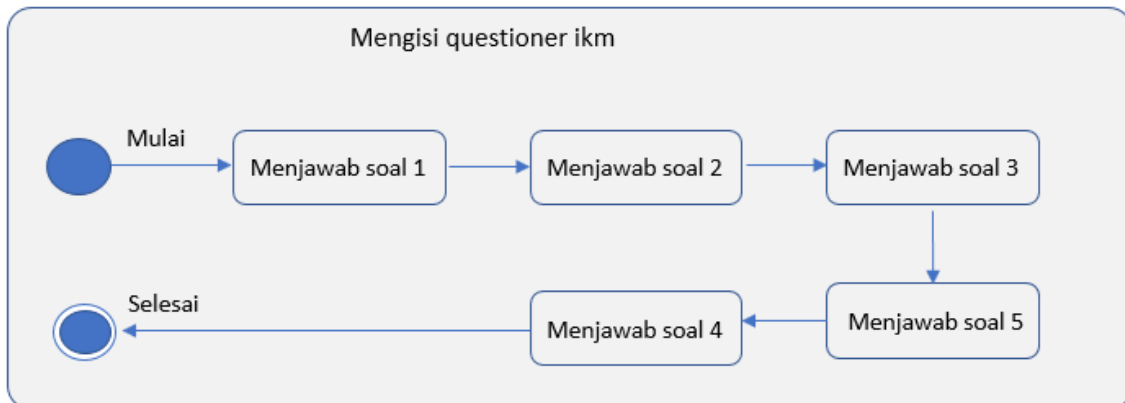 Mengisi questioner ikm
Mulai
Menjawab soal 1
Menjawab soal 2
Menjawab soal 3
Selesai
Menjawab soal 4
Menjawab soal 5